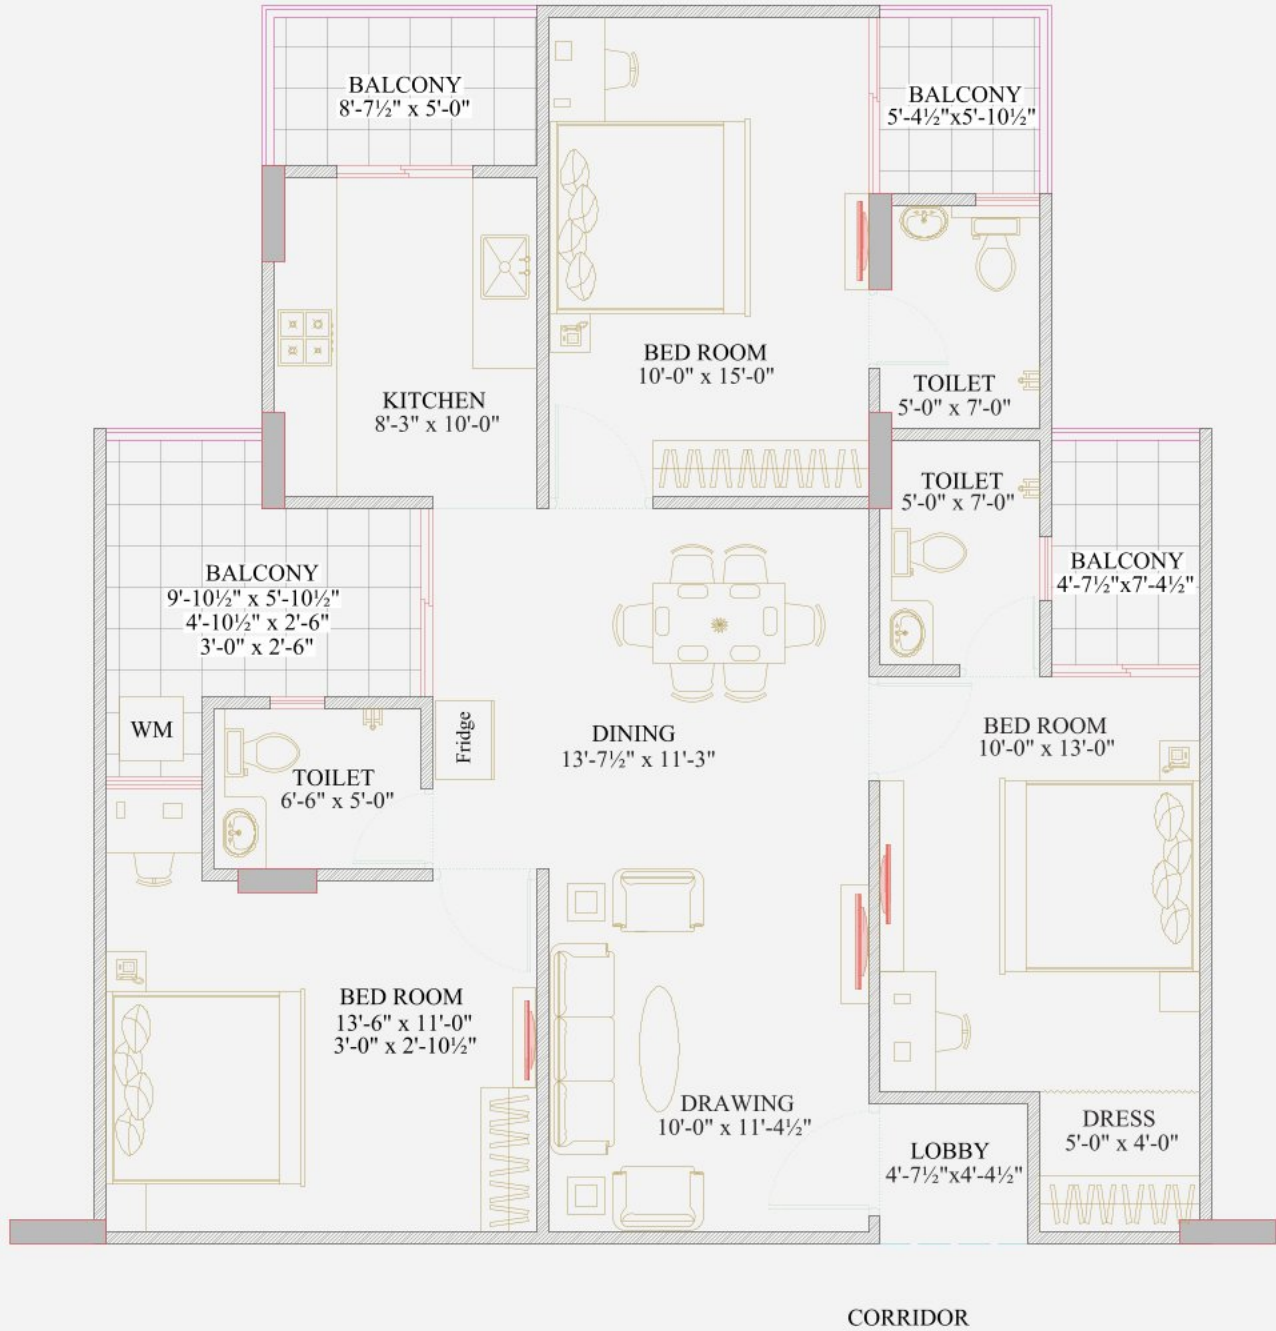 BALCONY
8'-7½" x 5'-0"
BALCONY
5'-4½"x5'-10½"
BED ROOM
10'-0" x 15'-0"
KITCHEN
8'-3" x 10'-0"
TOILET
5'-0" x 7'-0"
TOILET
5'-0" x 7'-0"
BALCONY
9'-10½" x 5'-10½"
4'-10½" x 2'-6"
3'-0" x 2'-6"
BALCONY
4'-7½"x7'-4½"
WM
Fridge
DINING
13'-7½" x 11'-3"
BED ROOM
10'-0" x 13'-0"
TOILET
6'-6" x 5'-0"
BED ROOM
13'-6" x 11'-0"
3'-0" x 2'-10½"
DRAWING
10'-0" x 11'-4½"
LOBBY
4'-7½"x4'-4½"
DRESS
5'-0" x 4'-0"
CORRIDOR